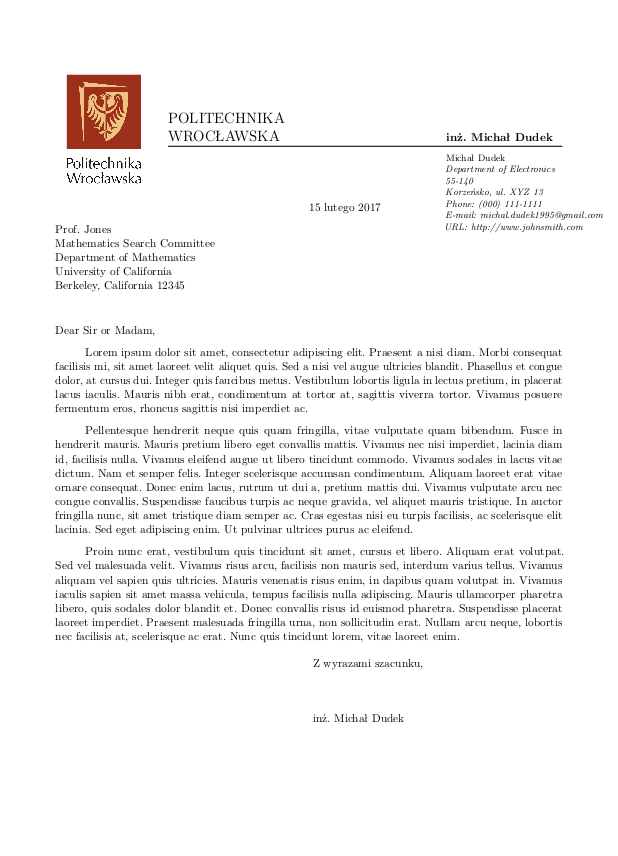 Politechnika
Wrocławska
POLITECHNIKA
WROCŁAWSKA
inż. Michał Dudek
Michał Dudek
Department of Electronics
55-140
Korzeńsko, ul. XYZ 13
Phone: (000) 111-1111
E-mail: michal.dudek1995@gmail.com
URL: http://www.johnsmith.com
15 lutego 2017
Prof. Jones
Mathematics Search Committee
Department of Mathematics
University of California
Berkeley, California 12345
Dear Sir or Madam,
Lorem ipsum dolor sit amet, consectetur adipiscing elit. Praesent a nisi diam. Morbi consequat
facilisis mi, sit amet laoreet velit aliquet quis. Sed a nisi vel augue ultricies blandit. Phasellus et congue
dolor, at cursus dui. Integer quis faucibus metus. Vestibulum lobortis ligula in lectus pretium, in placerat
lacus iaculis. Mauris nibh erat, condimentum at tortor at, sagittis viverra tortor. Vivamus posuere
fermentum eros, rhoncus sagittis nisi imperdiet ac.
Pellentesque hendrerit neque quis quam fringilla, vitae vulputate quam bibendum. Fusce in
hendrerit mauris. Mauris pretium libero eget convallis mattis. Vivamus nec nisi imperdiet, lacinia diam
id, facilisis nulla. Vivamus eleifend augue ut libero tincidunt commodo. Vivamus sodales in lacus vitae
dictum. Nam et semper felis. Integer scelerisque accumsan condimentum. Aliquam laoreet erat vitae
ornare consequat. Donec enim lacus, rutrum ut dui a, pretium mattis dui. Vivamus vulputate arcu nec
congue convallis. Suspendisse faucibus turpis ac neque gravida, vel aliquet mauris tristique. In auctor
fringilla nunc, sit amet tristique diam semper ac. Cras egestas nisi eu turpis facilisis, ac scelerisque elit
lacinia. Sed eget adipiscing enim. Ut pulvinar ultrices purus ac eleifend.
Proin nunc erat, vestibulum quis tincidunt sit amet, cursus et libero. Aliquam erat volutpat.
Sed vel malesuada velit. Vivamus risus arcu, facilisis non mauris sed, interdum varius tellus. Vivamus
aliquam vel sapien quis ultricies. Mauris venenatis risus enim, in dapibus quam volutpat in. Vivamus
iaculis sapien sit amet massa vehicula, tempus facilisis nulla adipiscing. Mauris ullamcorper pharetra
libero, quis sodales dolor blandit et. Donec convallis risus id euismod pharetra. Suspendisse placerat
laoreet imperdiet. Praesent malesuada fringilla urna, non sollicitudin erat. Nullam arcu neque, lobortis
nec facilisis at, scelerisque ac erat. Nunc quis tincidunt lorem, vitae laoreet enim.
Z wyrazami szacunku,
inż. Michał Dudek